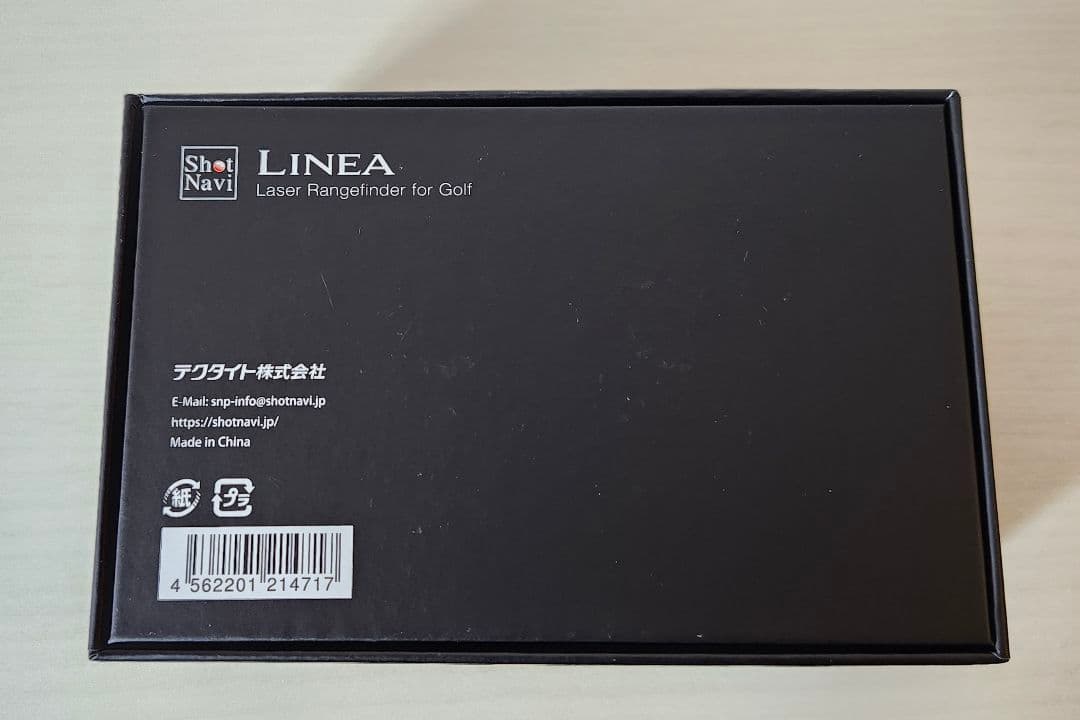 Shot
Navi
LINEA
Laser Rangefinder for Golf
テクタイト株式会社
E-Mail: snp-info@shotnavi.jp
https://shotnavi.jp/
Made in China
紙
プラ
4 562201 214717